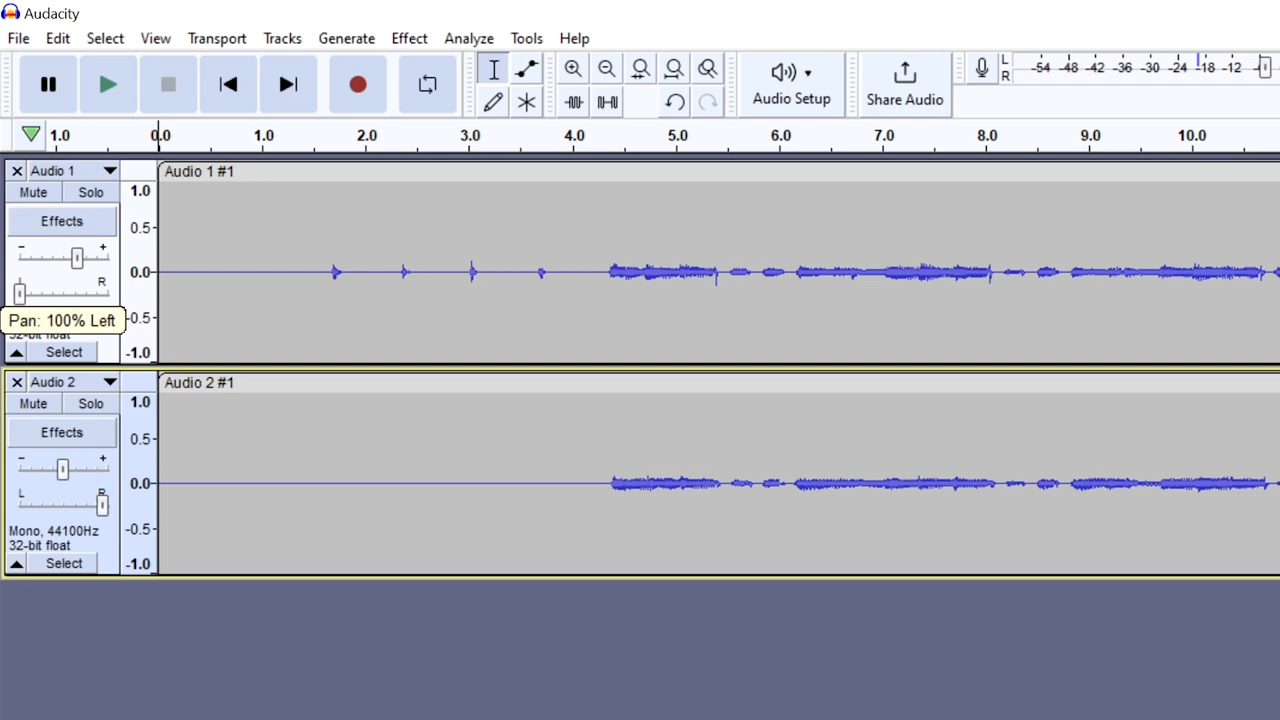 Audacity
File Edit Select View Transport Tracks Generate Effect Analyze Tools Help
Audio Setup
Share Audio
L
R
-54 -48 -42 -36 -30 -24 -18 -12
1.0 0.0 1.0 2.0 3.0 4.0 5.0 6.0 7.0 8.0 9.0 10.0
Audio 1
Audio 1 #1
Mute Solo
Effects
- +
R
Pan: 100% Left
32-bit float
Select
1.0
0.5-
0.0-
-0.5-
-1.0
Audio 2
Audio 2 #1
Mute Solo
Effects
- +
L R
Mono, 44100Hz
32-bit float
Select
1.0
0.5-
0.0-
-0.5-
-1.0